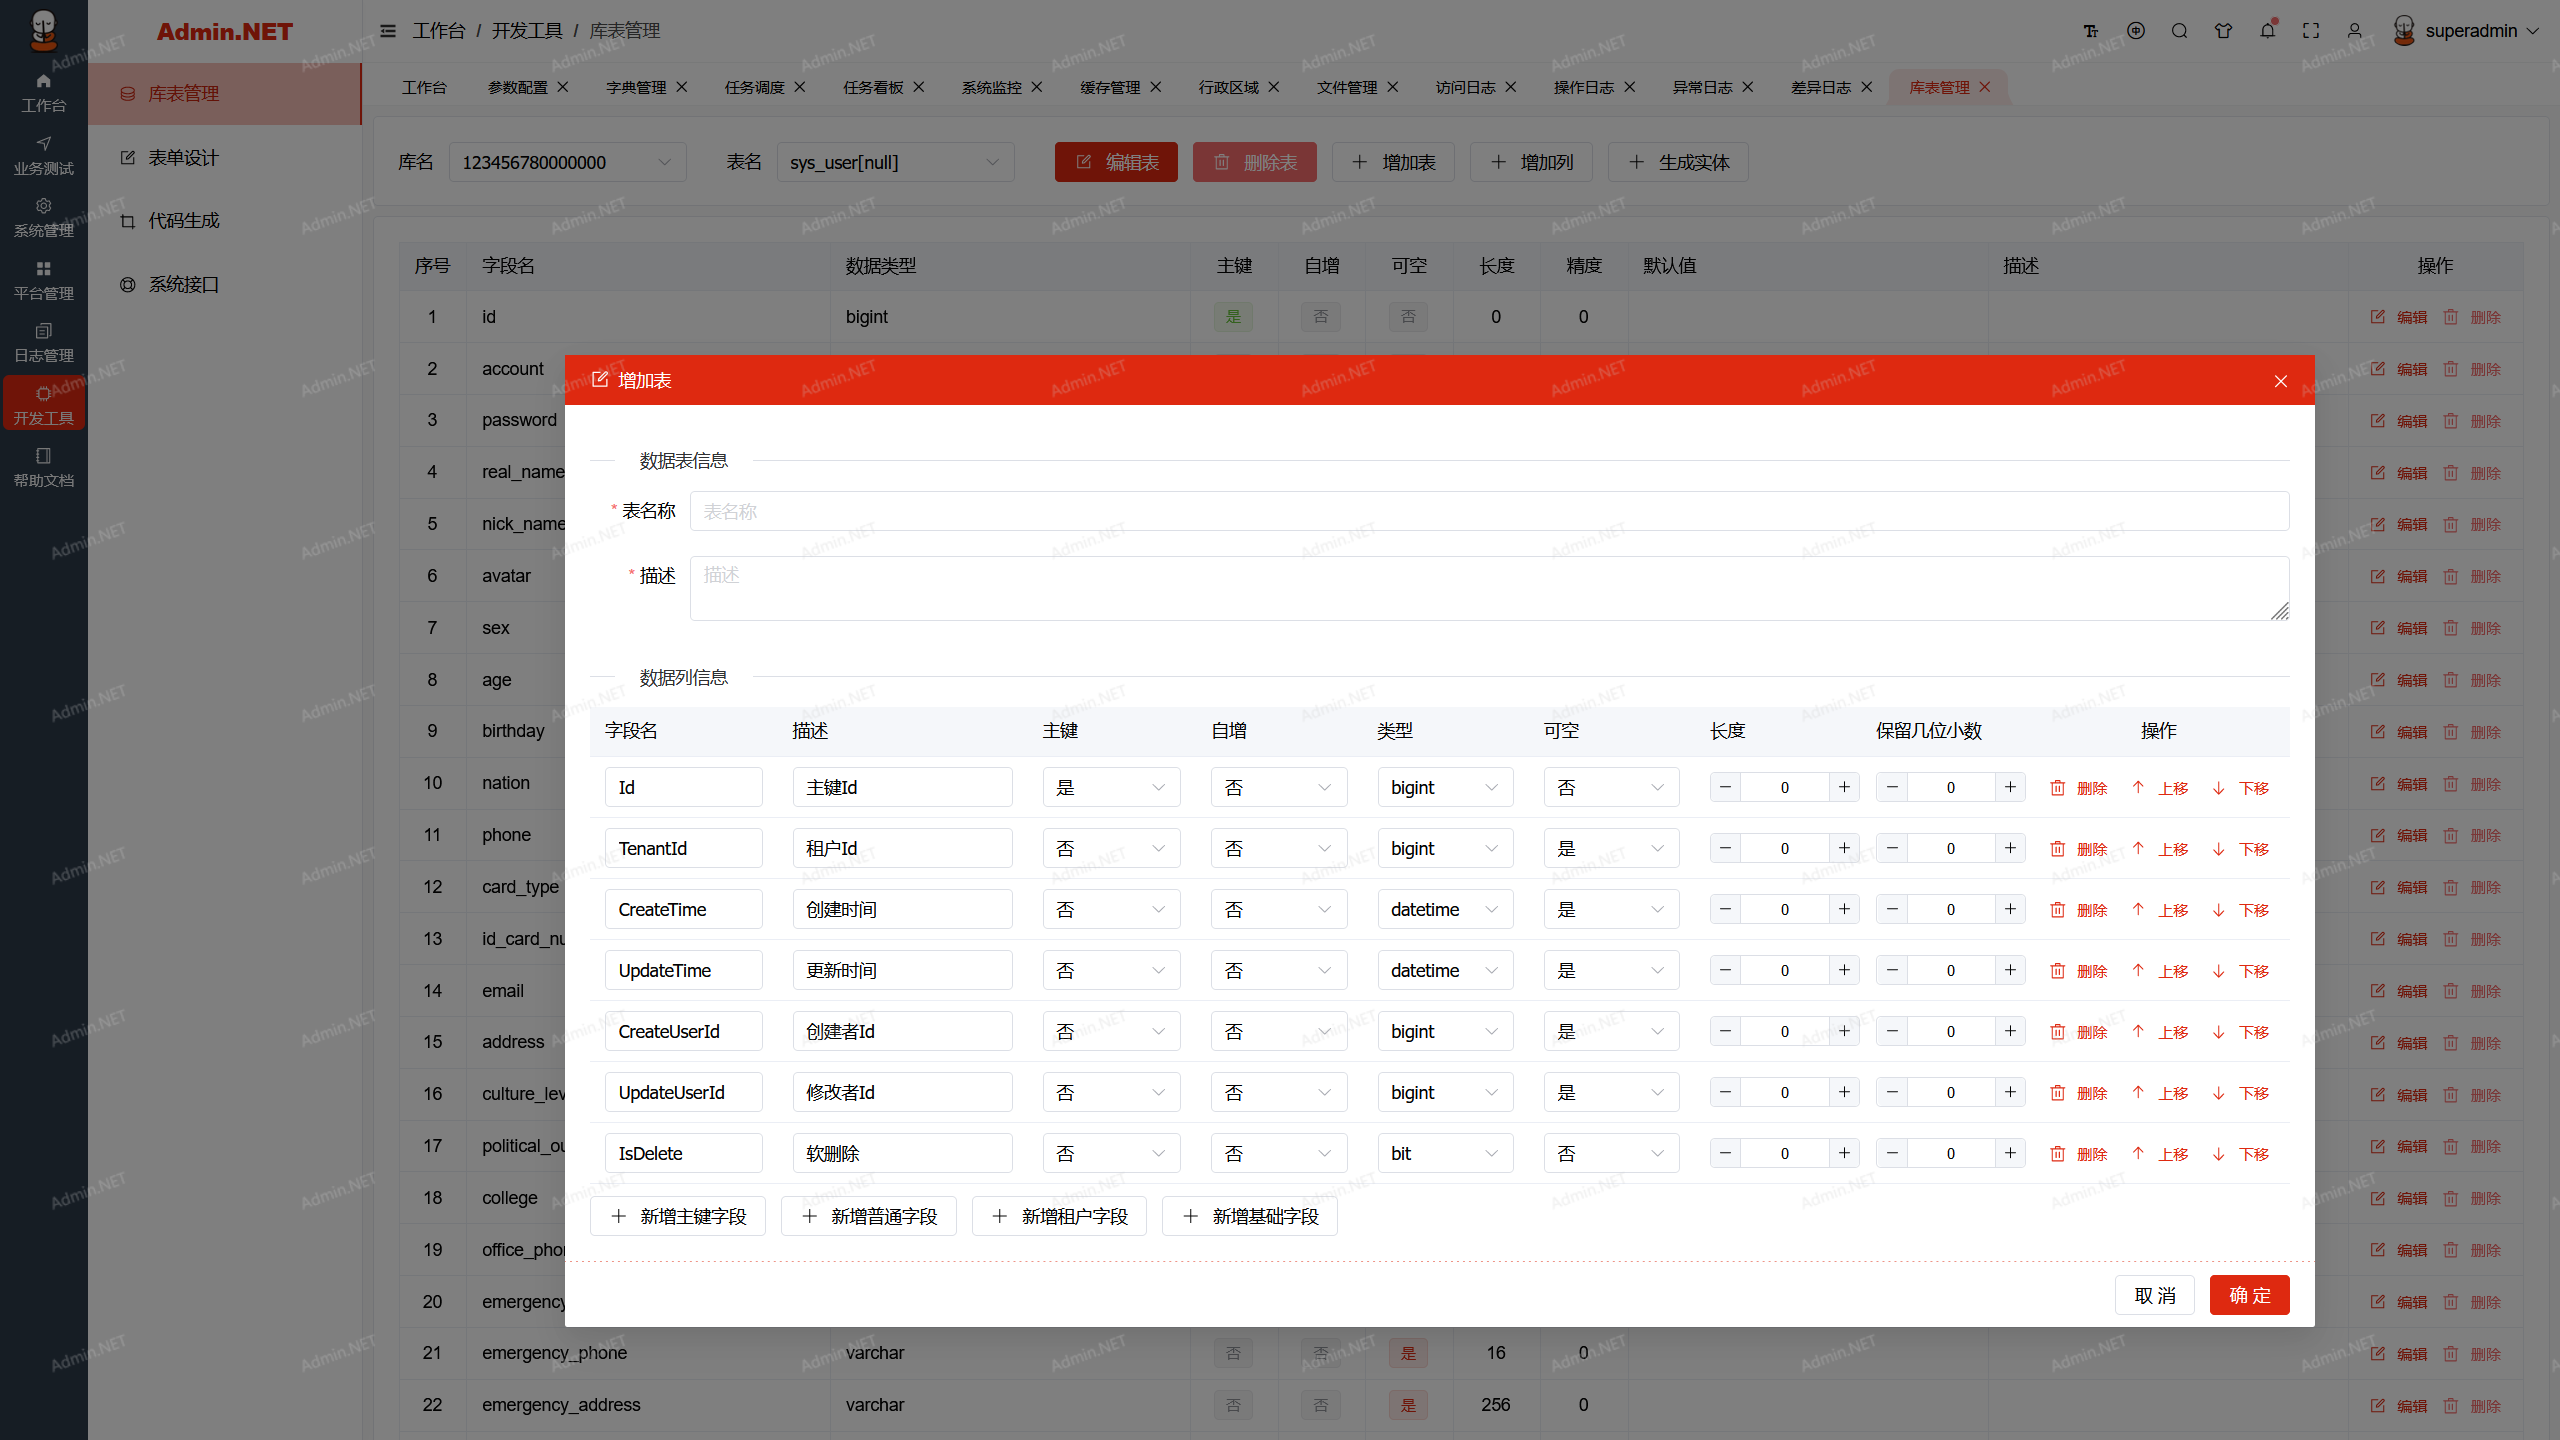 Admin.NET
工作台 / 开发工具 / 库表管理
superadmin
工作台 参数配置 字典管理 任务调度 任务看板 系统监控 缓存管理 行政区域 文件管理 访问日志 操作日志 异常日志 差异日志 库表管理
工作台
业务测试
系统管理
平台管理
日志管理
开发工具
帮助文档
库表管理
表单设计
代码生成
系统接口
库名 123456780000000 表名 sys_user[null] 编辑表 删除表 增加表 增加列 生成实体
序号 字段名 数据类型 主键 自增 可空 长度 精度 默认值 描述 操作
1 id bigint 是 否 否 0 0 编辑 删除
2 account 编辑 删除
3 password 编辑 删除
4 real_name 编辑 删除
5 nick_name 编辑 删除
6 avatar 编辑 删除
7 sex 编辑 删除
8 age 编辑 删除
9 birthday 编辑 删除
10 nation 编辑 删除
11 phone 编辑 删除
12 card_type 编辑 删除
13 id_card_nu 编辑 删除
14 email 编辑 删除
15 address 编辑 删除
16 culture_lev 编辑 删除
17 political_ou 编辑 删除
18 college 编辑 删除
19 office_phon 编辑 删除
20 emergency 编辑 删除
21 emergency_phone varchar 否 否 是 16 0 编辑 删除
22 emergency_address varchar 否 否 是 256 0 编辑 删除
增加表
数据表信息
* 表名称 表名称
* 描述 描述
数据列信息
字段名 描述 主键 自增 类型 可空 长度 保留几位小数 操作
Id 主键Id 是 否 bigint 否 0 0 删除 上移 下移
TenantId 租户Id 否 否 bigint 是 0 0 删除 上移 下移
CreateTime 创建时间 否 否 datetime 是 0 0 删除 上移 下移
UpdateTime 更新时间 否 否 datetime 是 0 0 删除 上移 下移
CreateUserId 创建者Id 否 否 bigint 是 0 0 删除 上移 下移
UpdateUserId 修改者Id 否 否 bigint 是 0 0 删除 上移 下移
IsDelete 软删除 否 否 bit 否 0 0 删除 上移 下移
新增主键字段 新增普通字段 新增租户字段 新增基础字段
取 消 确 定